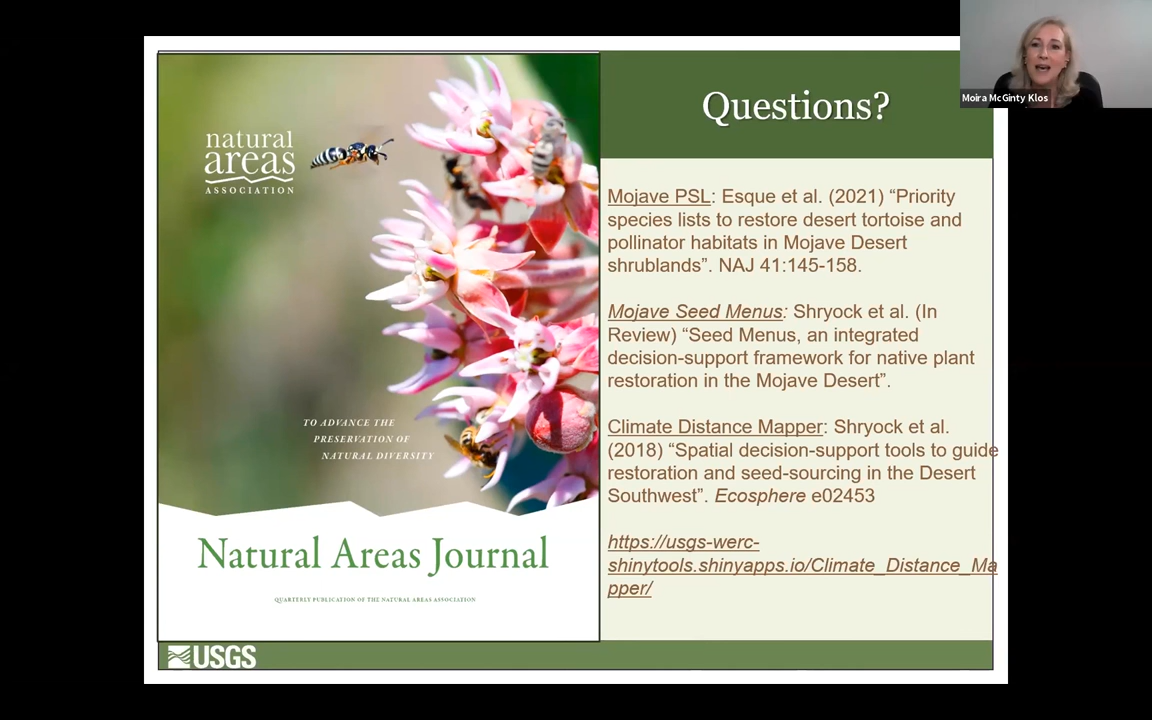 Moira McGinty Klos
natural
areas
ASSOCIATION
TO ADVANCE THE
PRESERVATION OF
NATURAL DIVERSITY
Natural Areas Journal
QUARTERLY PUBLICATION OF THE NATURAL AREAS ASSOCIATION
Questions?
Mojave PSL: Esque et al. (2021) “Priority
species lists to restore desert tortoise and
pollinator habitats in Mojave Desert
shrublands”. NAJ 41:145-158.
Mojave Seed Menus: Shryock et al. (In
Review) “Seed Menus, an integrated
decision-support framework for native plant
restoration in the Mojave Desert”.
Climate Distance Mapper: Shryock et al.
(2018) “Spatial decision-support tools to guide
restoration and seed-sourcing in the Desert
Southwest”. Ecosphere e02453
https://usgs-werc-
shinytools.shinyapps.io/Climate_Distance_Ma
pper/
USGS